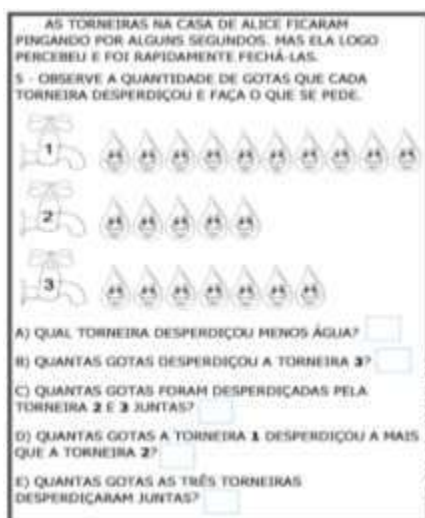 AS TORNEIRAS NA CASA DE ALICE FICARAM
PINGANDO POR ALGUNS SEGUNDOS. MAS ELA LOGO
PERCEBEU E FOI RAPIDAMENTE FECHÁ-LAS.
5 - OBSERVE A QUANTIDADE DE GOTAS QUE CADA
TORNEIRA DESPERDIÇOU E FAÇA O QUE SE PEDE.
1
2
3
A) QUAL TORNEIRA DESPERDIÇOU MENOS ÁGUA?
B) QUANTAS GOTAS DESPERDIÇOU A TORNEIRA 3?
C) QUANTAS GOTAS FORAM DESPERDIÇADAS PELA
TORNEIRA 2 E 3 JUNTAS?
D) QUANTAS GOTAS A TORNEIRA 1 DESPERDIÇOU A MAIS
QUE A TORNEIRA 2?
E) QUANTAS GOTAS AS TRÊS TORNEIRAS
DESPERDIÇARAM JUNTAS?